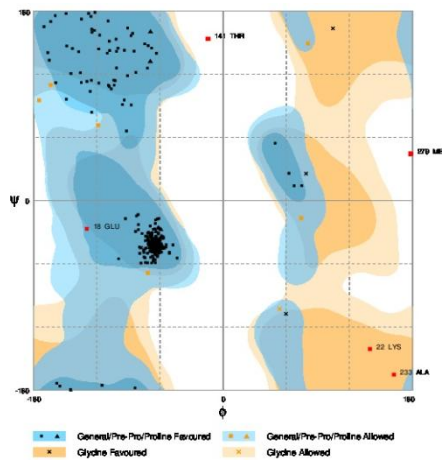 180
141 THR
279 ME
Ψ
0
18 GLU
22 LYS
233 ALA
-180
-180
0
180
Φ
General/Pre-Pro/Proline Favoured
General/Pre-Pro/Proline Allowed
Glycine Favoured
Glycine Allowed